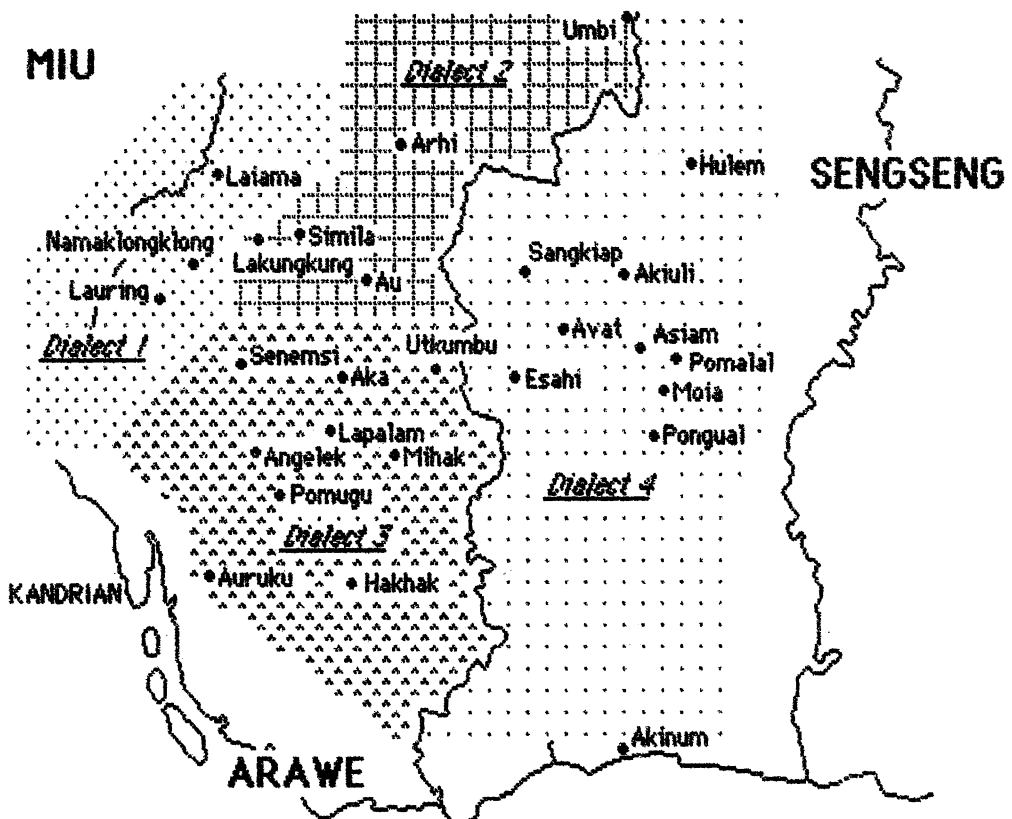 Umbi
MIU
Dialect 2
Arhi
Hulem
Laiama
SENGSENG
Namaklongklong
Simila
Lakungkung
Sangkiap
Akiuli
Lauring
Au
Avat
Asiam
Dialect 1
Senemsi
Utkumbu
Pomalal
Aka
Esahi
Moia
Lapalam
Pongual
Angelek
Mihak
Dialect 4
Pomugu
Dialect 3
Auruku
Hakhak
KANDRIAN
Akinum
ARAWE